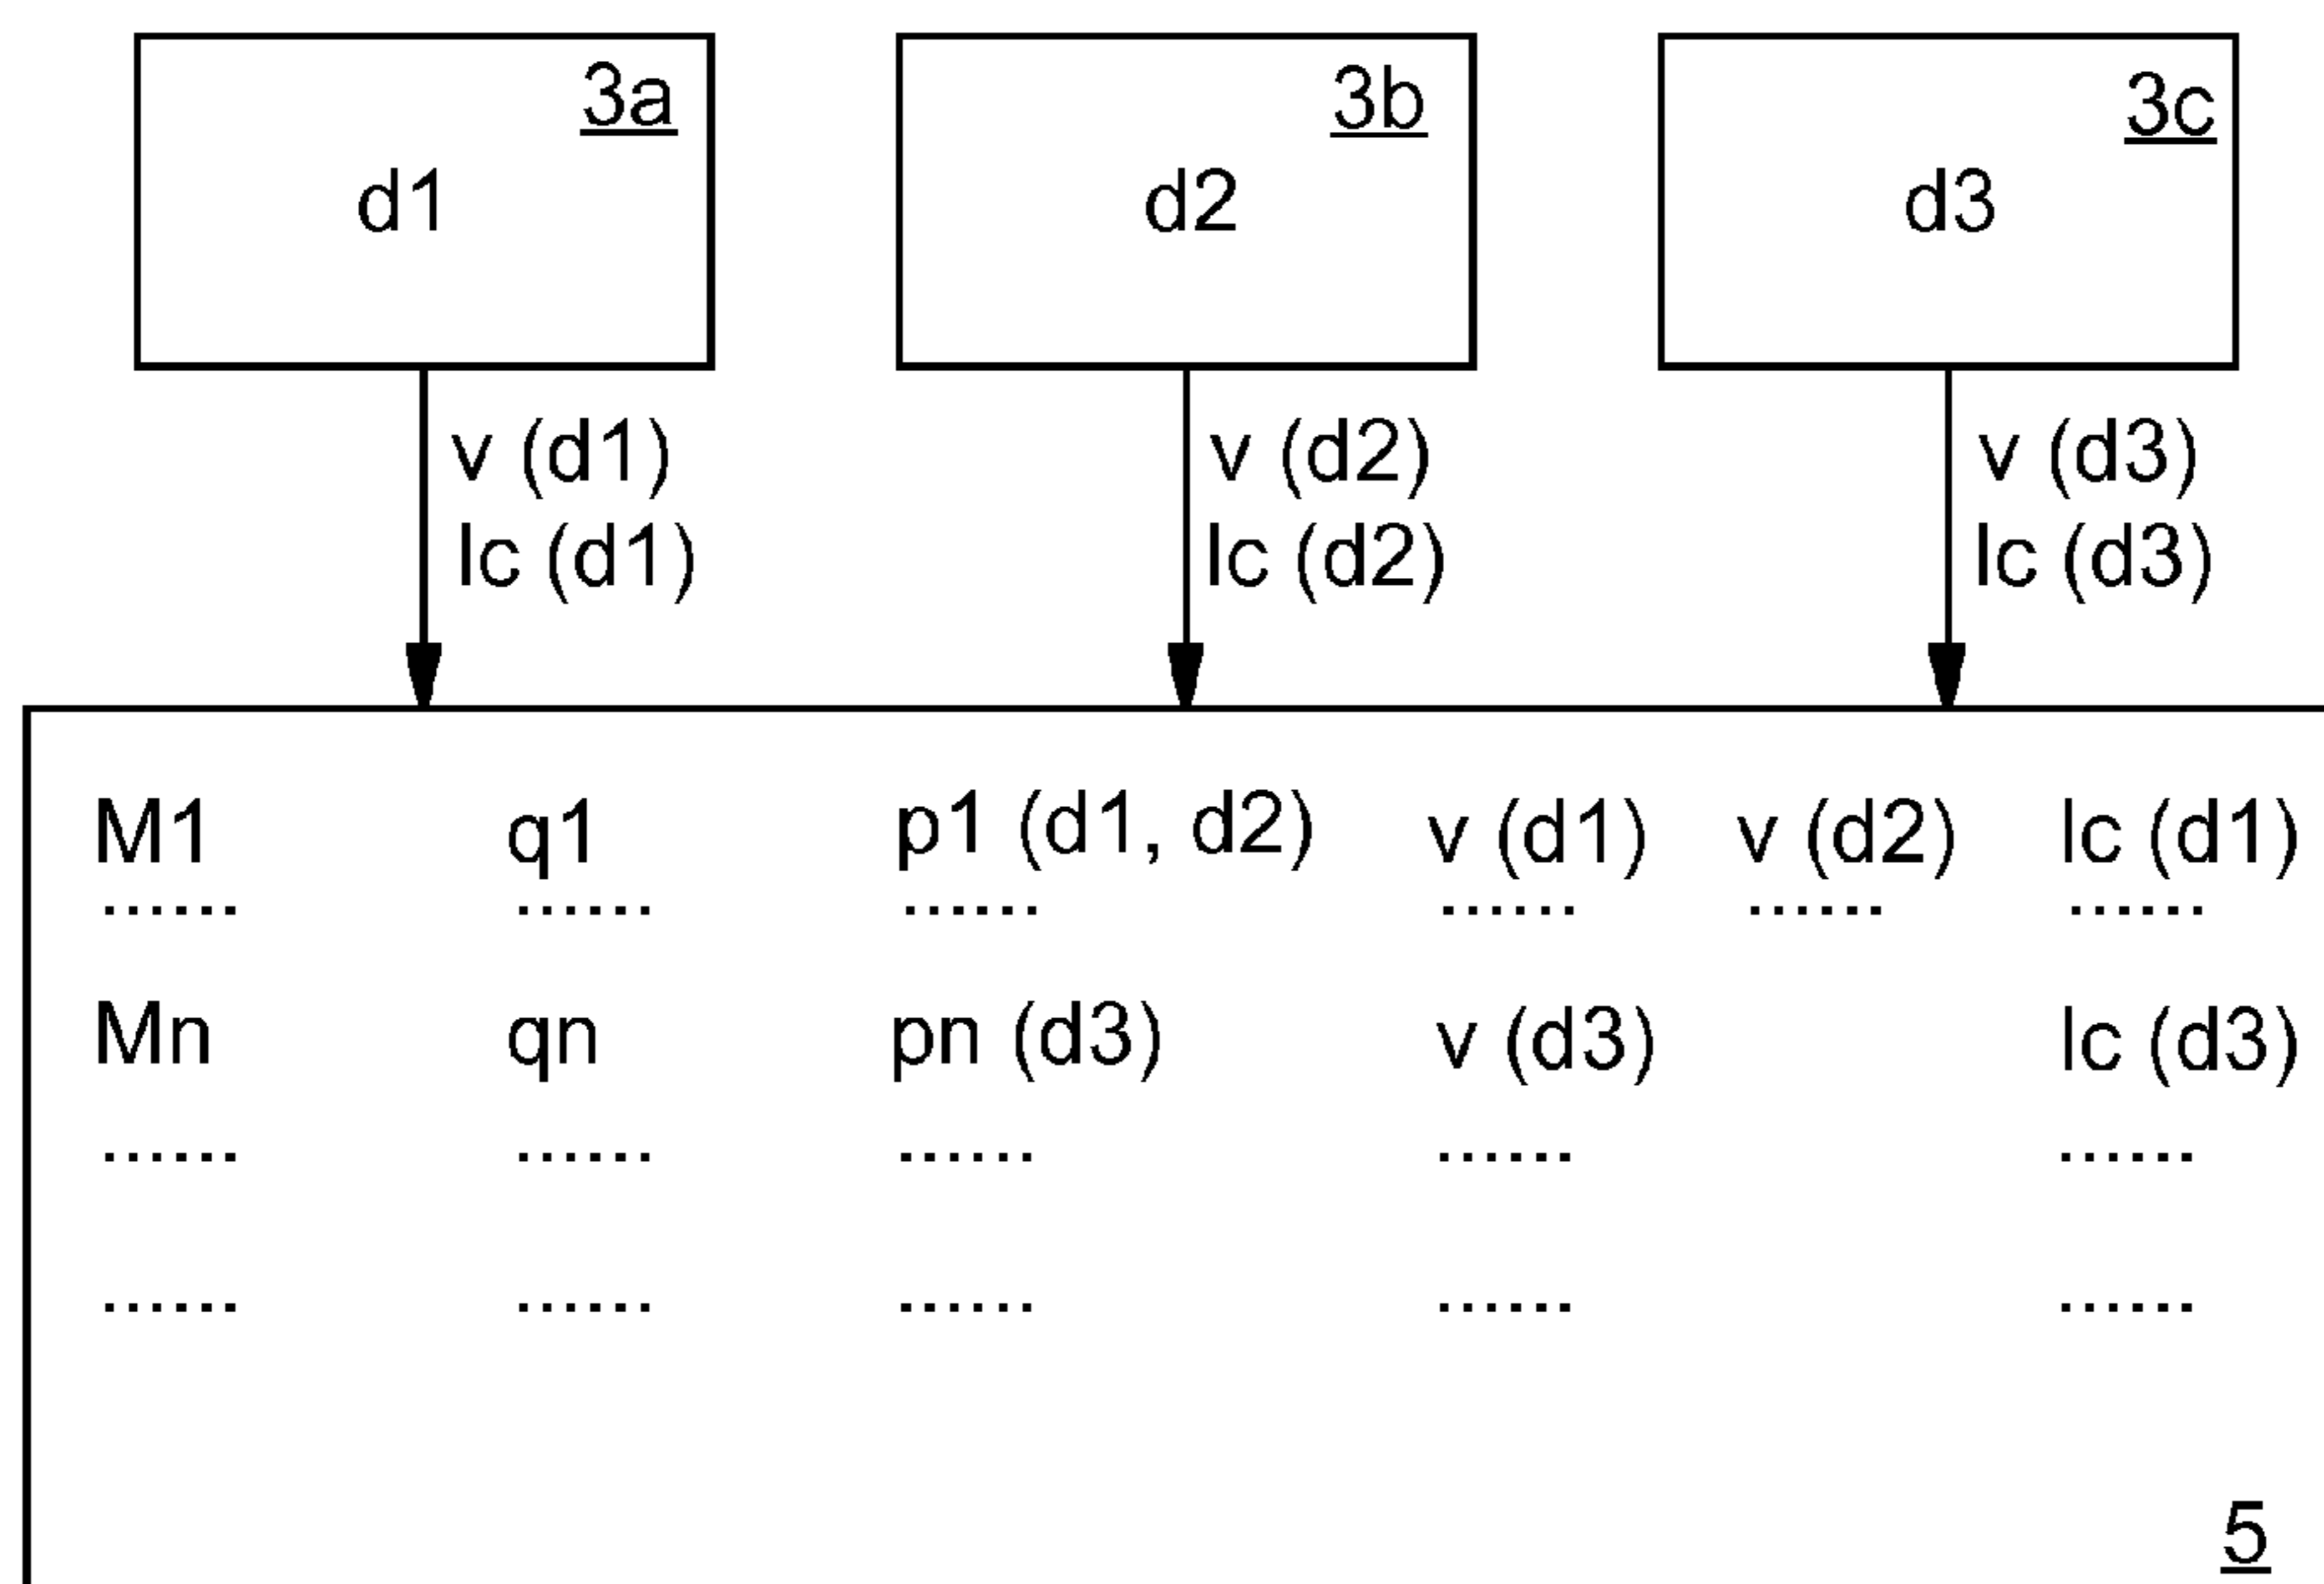 3a 3b 3c
d1 d2 d3
v (d1) v (d2) v (d3)
lc (d1) lc (d2) lc (d3)
M1 q1 p1 (d1, d2) v (d1) v (d2) lc (d1)
...... ...... ...... ...... ...... ......
Mn qn pn (d3) v (d3) lc (d3)
...... ...... ...... ...... ......
...... ...... ...... ...... ......
5